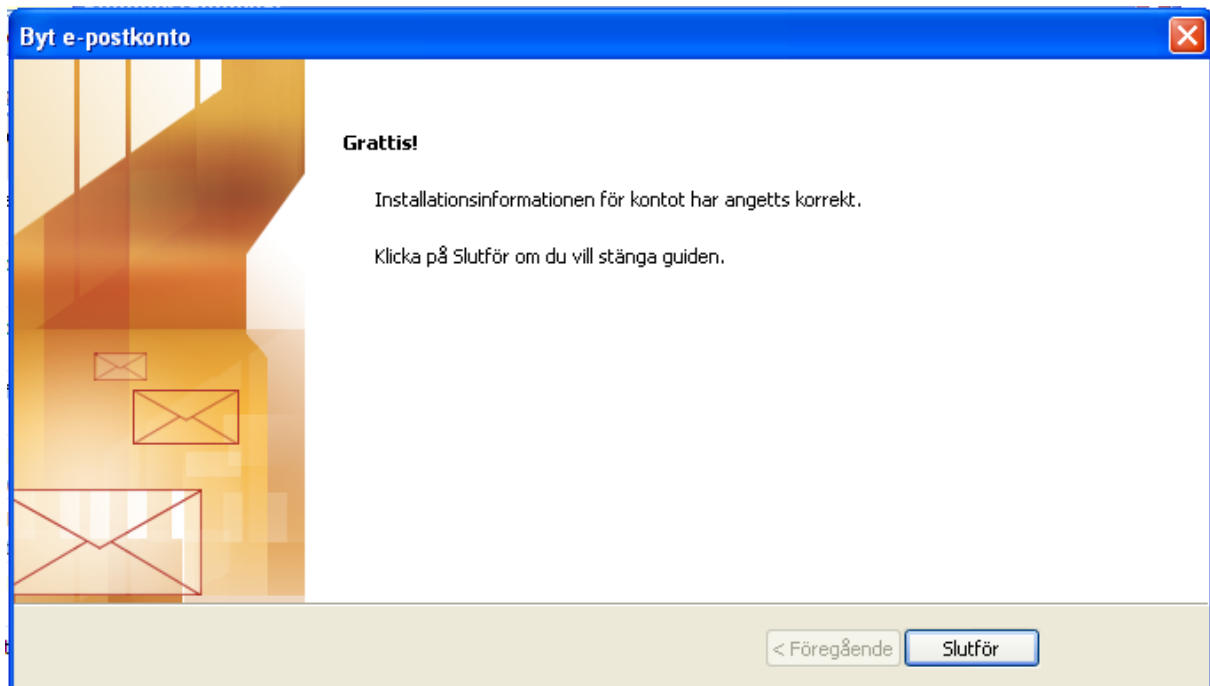 Byt e-postkonto
Grattis!
Installationsinformationen för kontot har angetts korrekt.
Klicka på Slutför om du vill stänga guiden.
< Föregående
Slutför